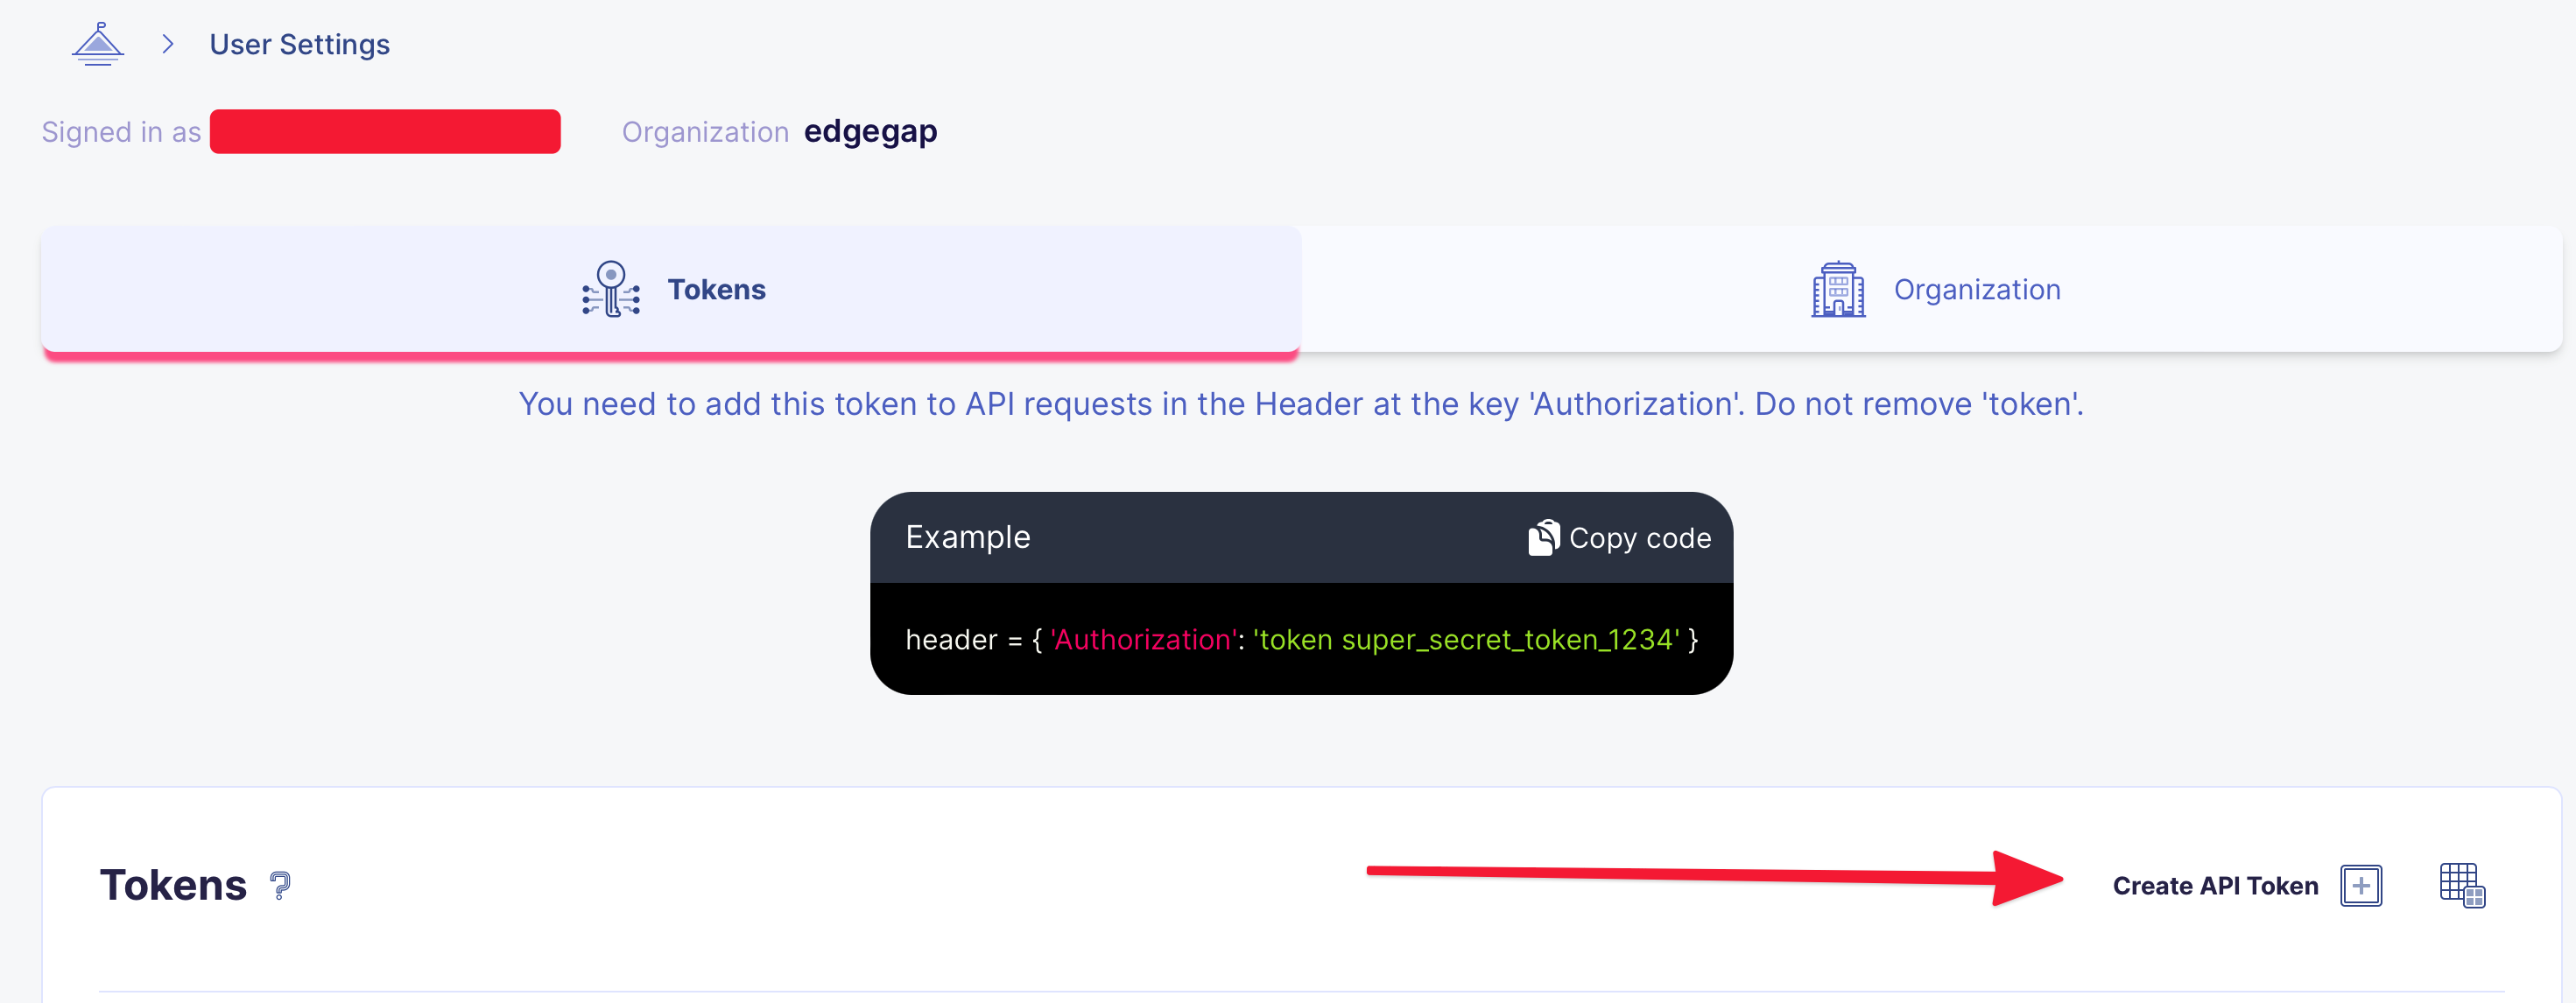 User Settings
Signed in as
Organization edgegap
Tokens
Organization
You need to add this token to API requests in the Header at the key 'Authorization'. Do not remove 'token'.
Example
Copy code
header = { 'Authorization': 'token super_secret_token_1234' }
Tokens ?
Create API Token